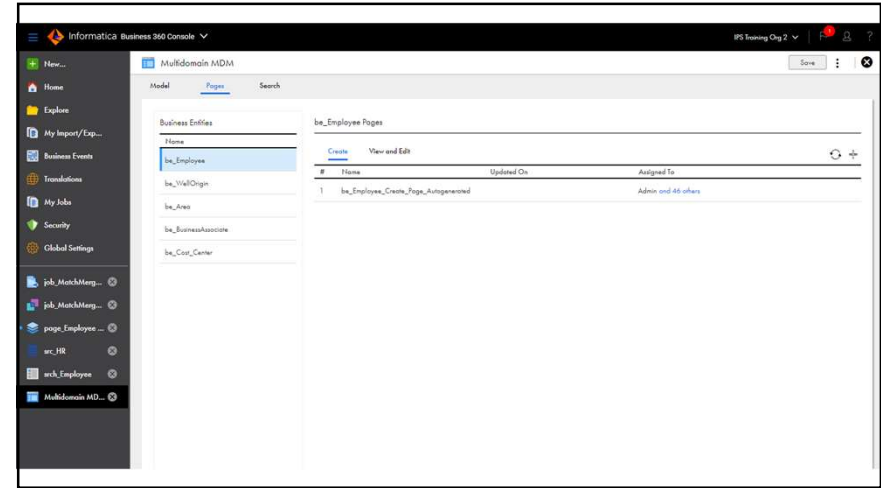 Informatica Business 360 Console
IPS Training Org 2
1
?
New...
Multidomain MDM
Save
Home
Model Pages Search
Explore
My Import/Exp...
Business Events
Translations
My Jobs
Security
Global Settings
job_MatchMerg...
job_MatchMerg...
page_Employee ...
src_HR
srch_Employee
Multidomain MD...
Business Entities
Name
be_Employee
be_WellOrigin
be_Area
be_BusinessAssociate
be_Cost_Center
be_Employee Pages
Create View and Edit
# Name Updated On Assigned To
1 be_Employee_Create_Page_Autogenerated Admin and 46 others